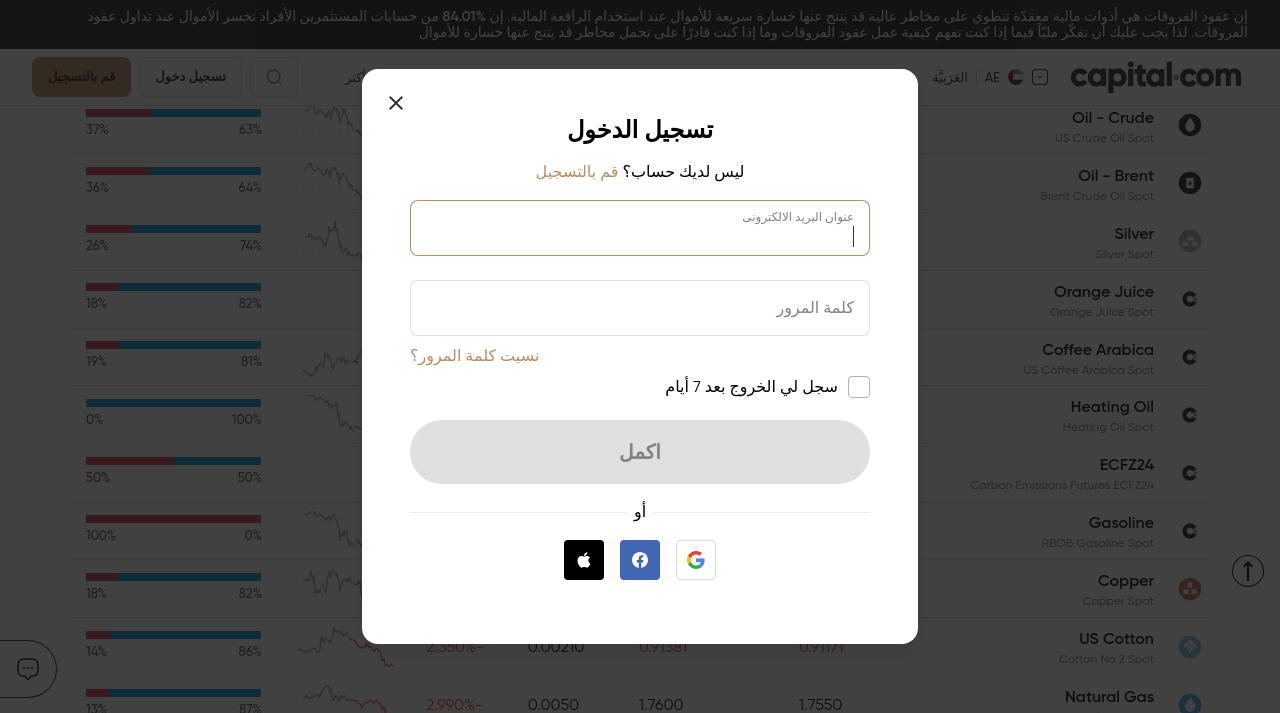 إن عقود الفروقات هي أدوات مالية معقدّة تنطوي على مخاطر عالية قد ينتج عنها خسارة سريعة للأموال عند استخدام الرافعة المالية. إن 84.01% من حسابات المستثمرين الأفراد تخسر الأموال عند تداول عقود
الفروقات. لذا يجب عليك أن تفكّر مليّاً فيما إذا كنت تفهم كيفية عمل عقود الفروقات وما إذا كنت قادرًا على تحمل مخاطر قد ينتج عنها خسارة للأموال
capital.com
AE
العَرَبيَّة
تسجيل دخول
قم بالتسجيل
تسجيل الدخول
ليس لديك حساب؟ قم بالتسجيل
عنوان البريد الالكترونى
كلمة المرور
نسيت كلمة المرور؟
سجل لي الخروج بعد 7 أيام
اكمل
أو
Oil - Crude
US Crude Oil Spot
37% 63%
Oil - Brent
Brent Crude Oil Spot
36% 64%
Silver
Silver Spot
26% 74%
Orange Juice
Orange Juice Spot
18% 82%
Coffee Arabica
US Coffee Arabica Spot
19% 81%
Heating Oil
Heating Oil Spot
0% 100%
ECFZ24
Carbon Emissions Futures ECFZ24
50% 50%
Gasoline
RBOB Gasoline Spot
100% 0%
Copper
Copper Spot
18% 82%
US Cotton
Cotton No 2 Spot
0.91171 0.91381 0.00210 -2.350%
14% 86%
Natural Gas
1.7550 1.7600 0.0050 -2.990%
13% 87%